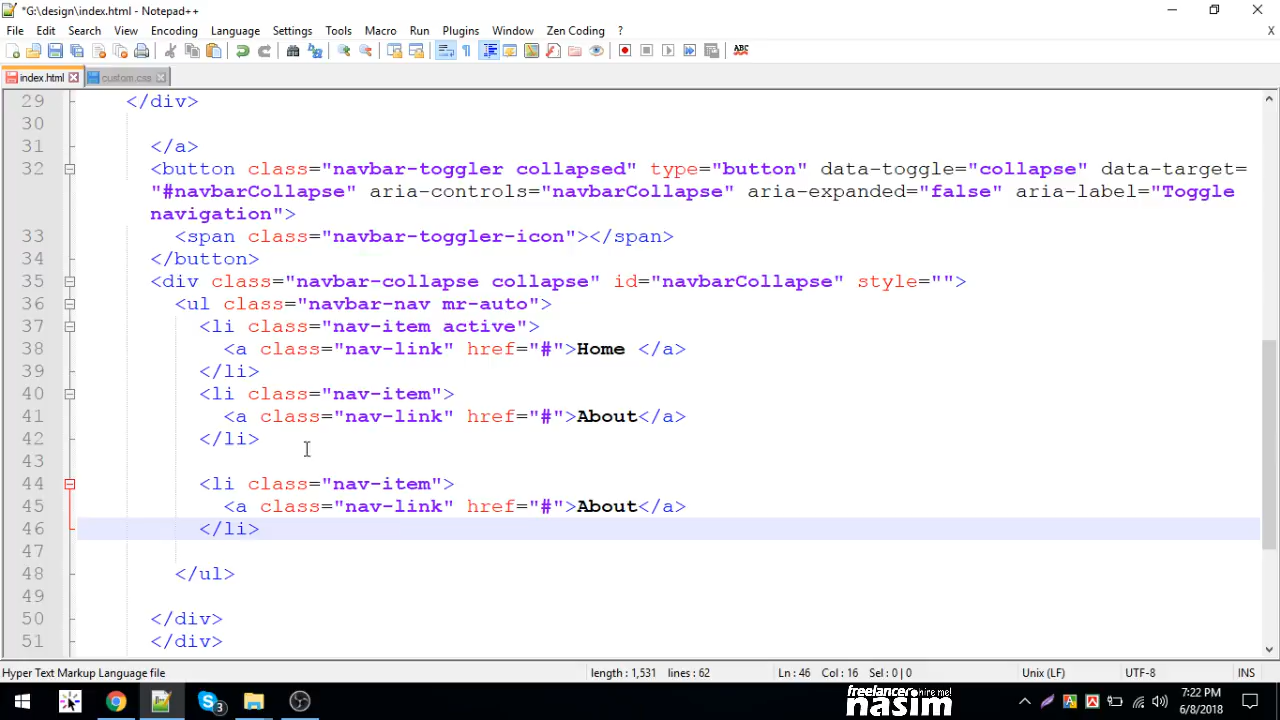 *G:\design\index.html - Notepad++
File Edit Search View Encoding Language Settings Tools Macro Run Plugins Window Zen Coding ? X
index.html custom.css
29 </div>
30
31 </a>
32 <button class="navbar-toggler collapsed" type="button" data-toggle="collapse" data-target=
"#navbarCollapse" aria-controls="navbarCollapse" aria-expanded="false" aria-label="Toggle
navigation">
33 <span class="navbar-toggler-icon"></span>
34 </button>
35 <div class="navbar-collapse collapse" id="navbarCollapse" style="">
36 <ul class="navbar-nav mr-auto">
37 <li class="nav-item active">
38 <a class="nav-link" href="#">Home </a>
39 </li>
40 <li class="nav-item">
41 <a class="nav-link" href="#">About</a>
42 </li>
43
44 <li class="nav-item">
45 <a class="nav-link" href="#">About</a>
46 </li>
47
48 </ul>
49
50 </div>
51 </div>
Hyper Text Markup Language file length : 1,531 lines : 62 Ln : 46 Col : 16 Sel : 0 | 0 Unix (LF) UTF-8 INS
freelancer hire me!
nasim
7:22 PM
6/8/2018